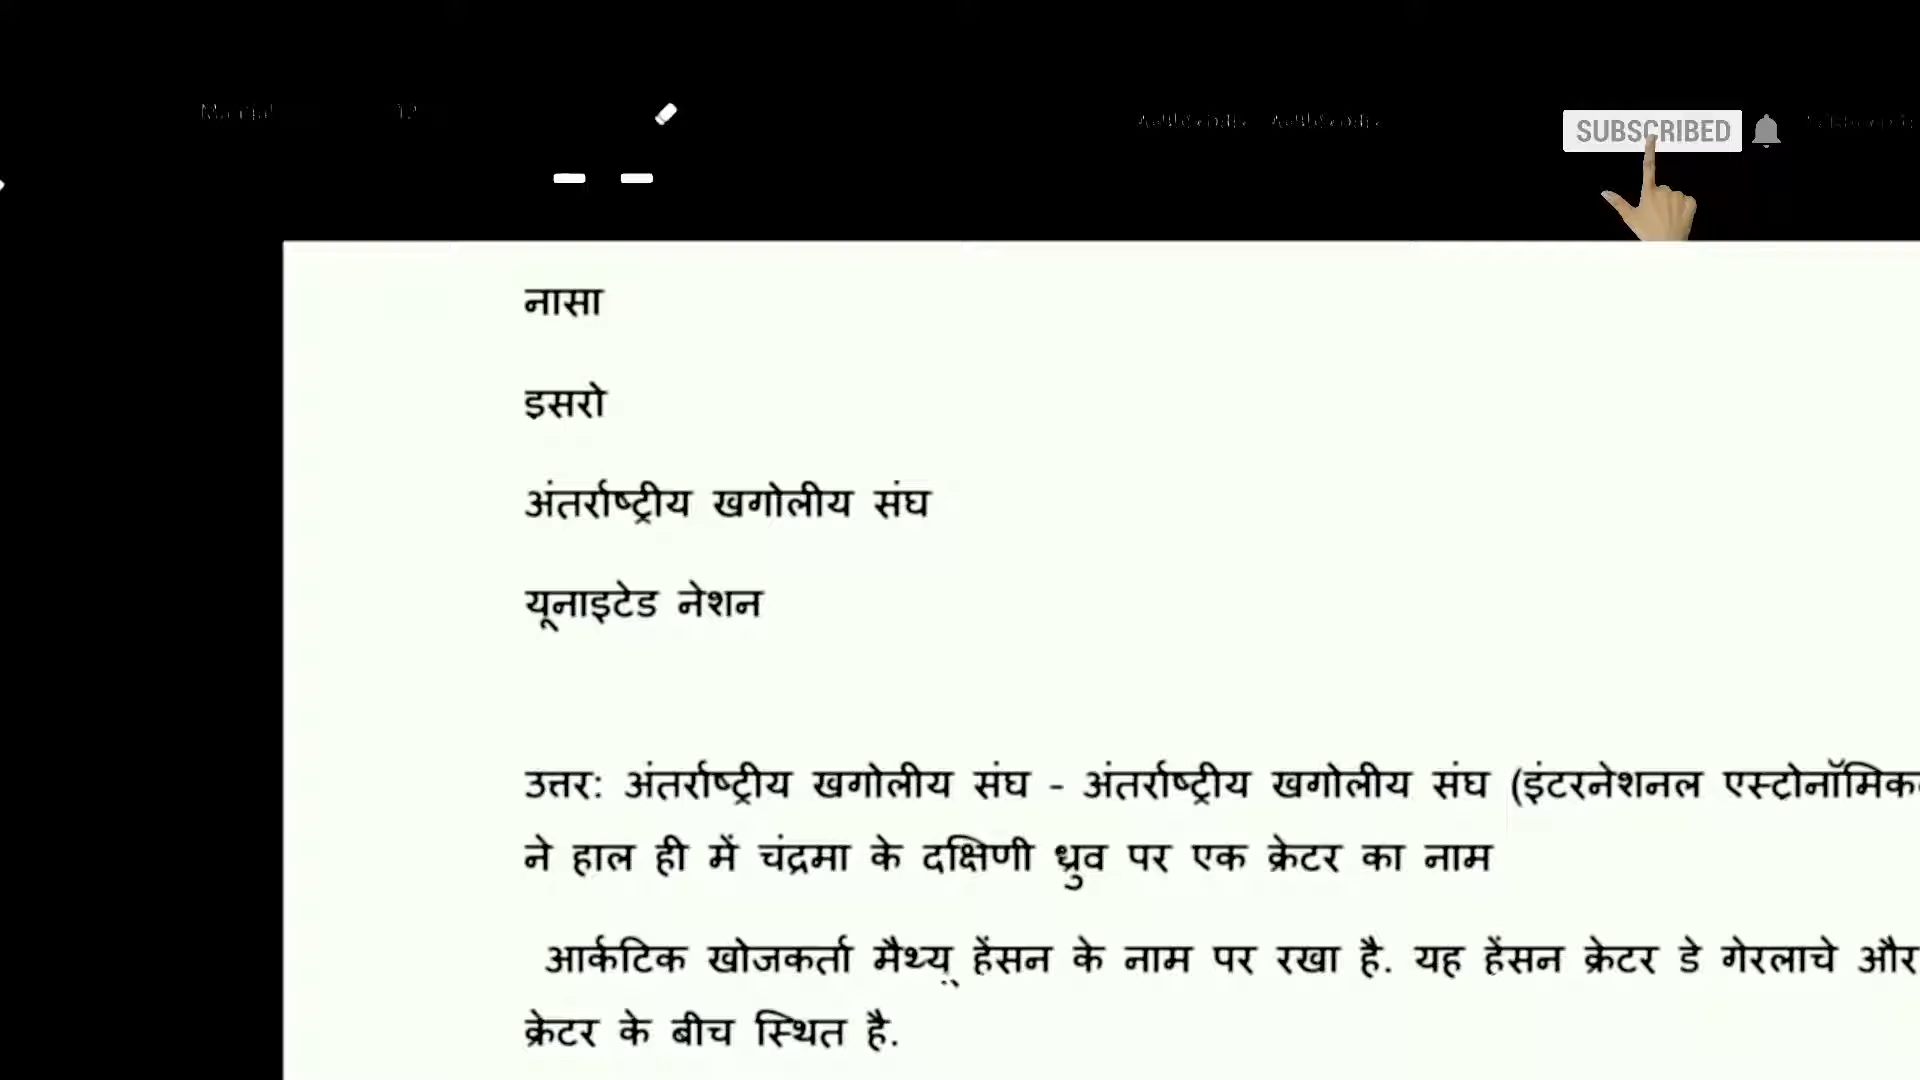 SUBSCRIBED
नासा
इसरो
अंतर्राष्ट्रीय खगोलीय संघ
यूनाइटेड नेशन
उत्तर: अंतर्राष्ट्रीय खगोलीय संघ - अंतर्राष्ट्रीय खगोलीय संघ (इंटरनेशनल
ने हाल ही में चंद्रमा के दक्षिणी ध्रुव पर एक क्रेटर का नाम
आर्कटिक खोजकर्ता मैथ्यू हेंसन के नाम पर रखा है. यह हेंसन क्रेटर डे गेरलाचे और
क्रेटर के बीच स्थित है.